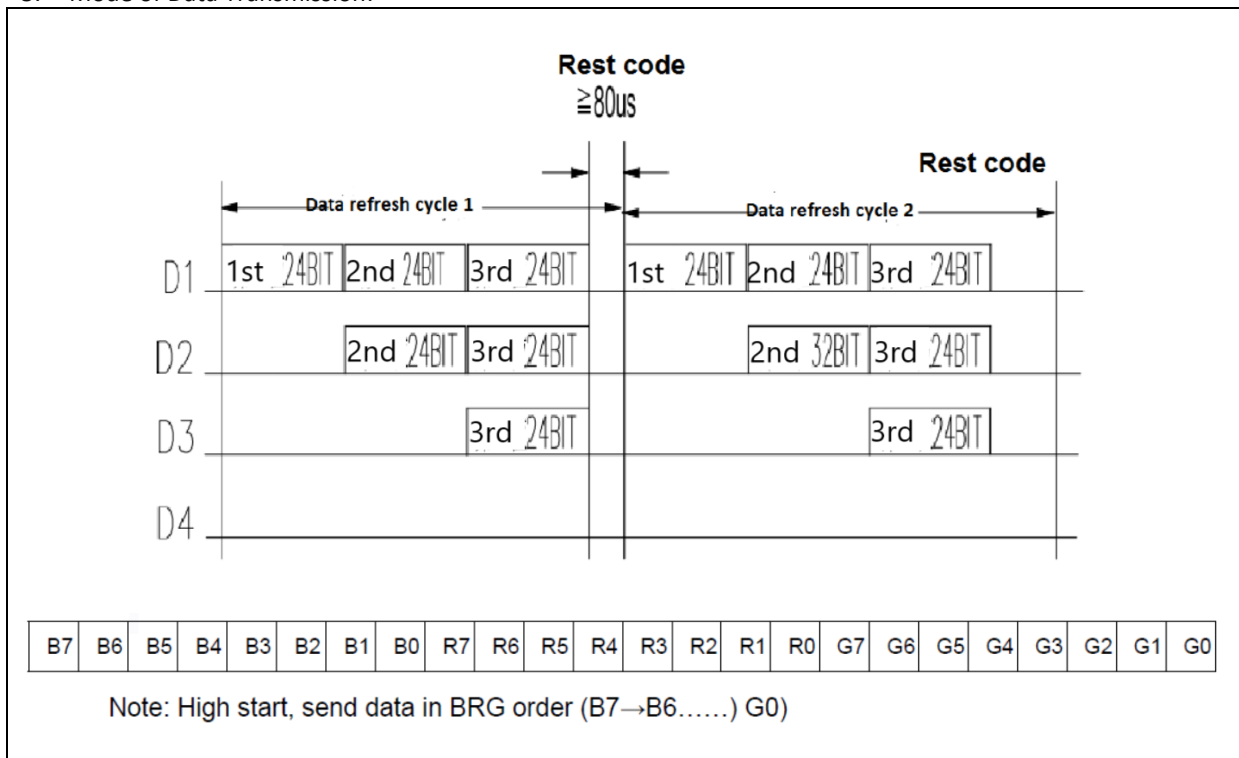 Rest code
≧80us
Rest code
Data refresh cycle 1
Data refresh cycle 2
D1 1st 24BIT 2nd 24BIT 3rd 24BIT 1st 24BIT 2nd 24BIT 3rd 24BIT
D2 2nd 24BIT 3rd 24BIT 2nd 32BIT 3rd 24BIT
D3 3rd 24BIT 3rd 24BIT
D4
B7 B6 B5 B4 B3 B2 B1 B0 R7 R6 R5 R4 R3 R2 R1 R0 G7 G6 G5 G4 G3 G2 G1 G0
Note: High start, send data in BRG order (B7→B6……) G0)